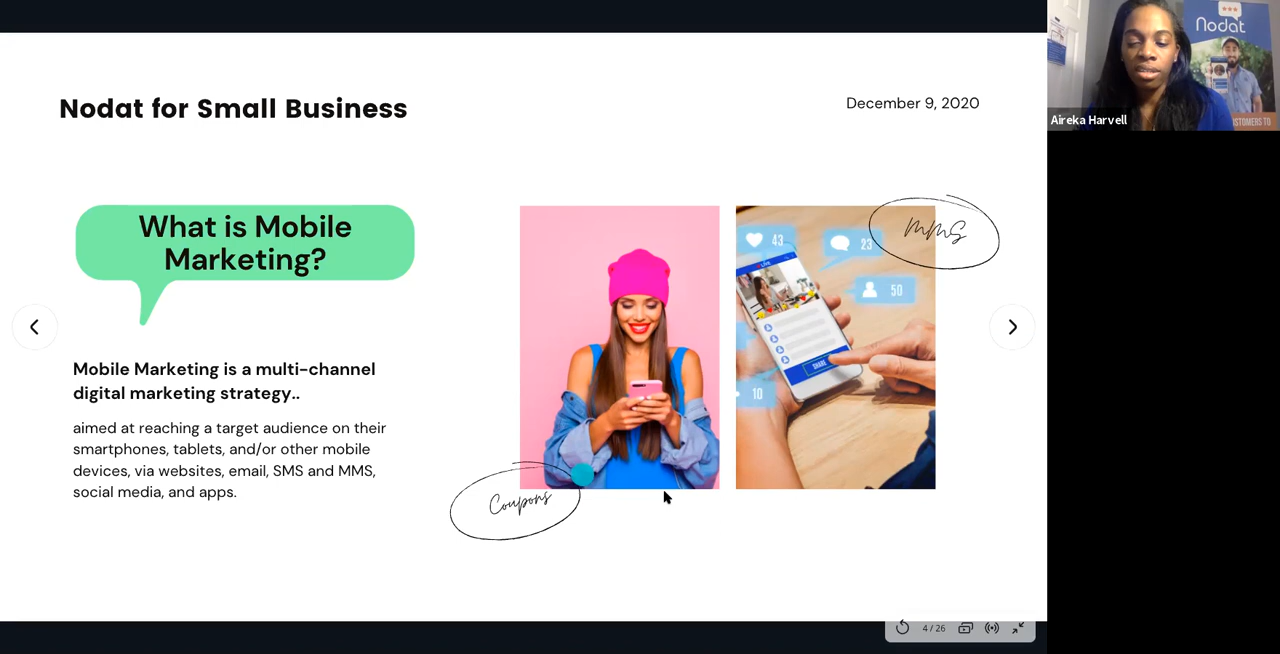 Nodat for Small Business
December 9, 2020
What is Mobile
Marketing?
Mobile Marketing is a multi-channel
digital marketing strategy..
aimed at reaching a target audience on their
smartphones, tablets, and/or other mobile
devices, via websites, email, SMS and MMS,
social media, and apps.
Coupons
MMS
43
23
50
10
LIVE
SHARE
4 / 26
Nodat
Aireka Harvell